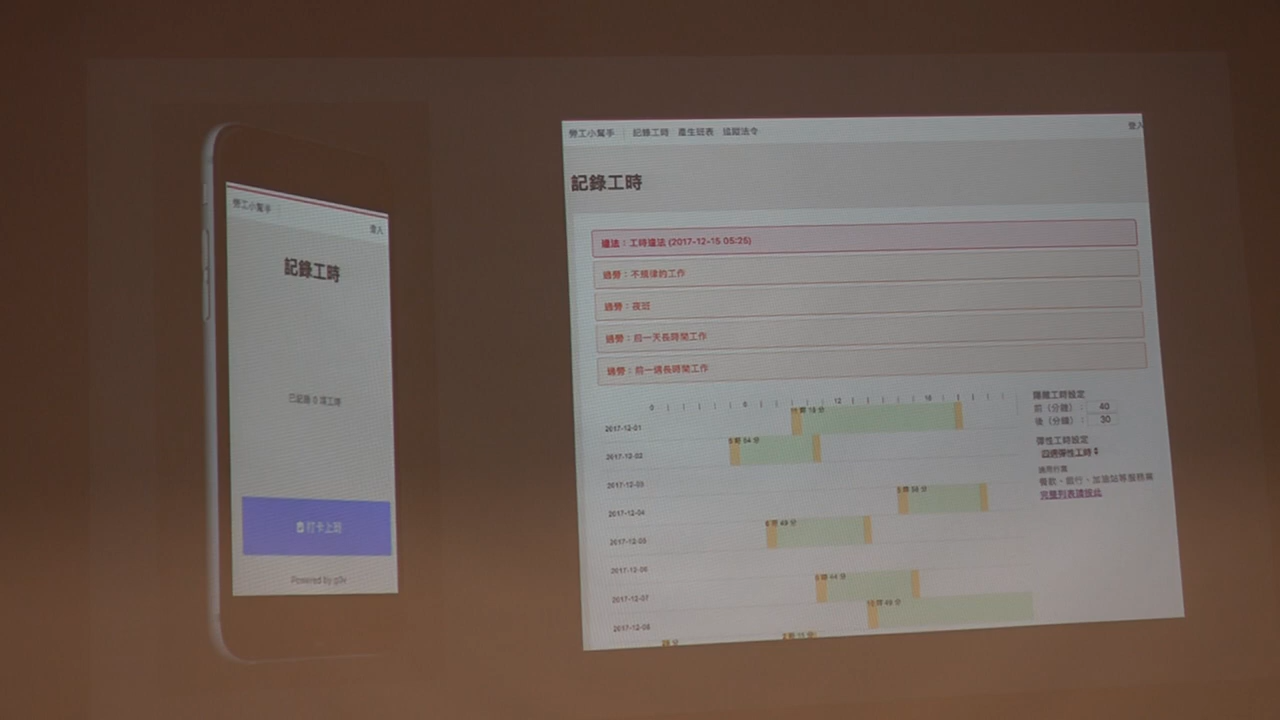 勞工小幫手
登入
記錄工時
已記錄 0 項工時
打卡上班
Powered by g0v
勞工小幫手 記錄工時 產生班表 追蹤法令 登入
記錄工時
違法:工時違法 (2017-12-15 05:25)
過勞:不規律的工作
過勞:夜班
過勞:前一天長時間工作
過勞:前一週長時間工作
0 6 12 18
2017-12-01
2017-12-02
2017-12-03
2017-12-04
2017-12-05
2017-12-06
2017-12-07
2017-12-08
隱藏工時設定
前(分鐘): 40
後(分鐘): 30
彈性工時設定
四週彈性工時
適用行業
餐飲、銀行、加油站等服務業
完整列表請按此